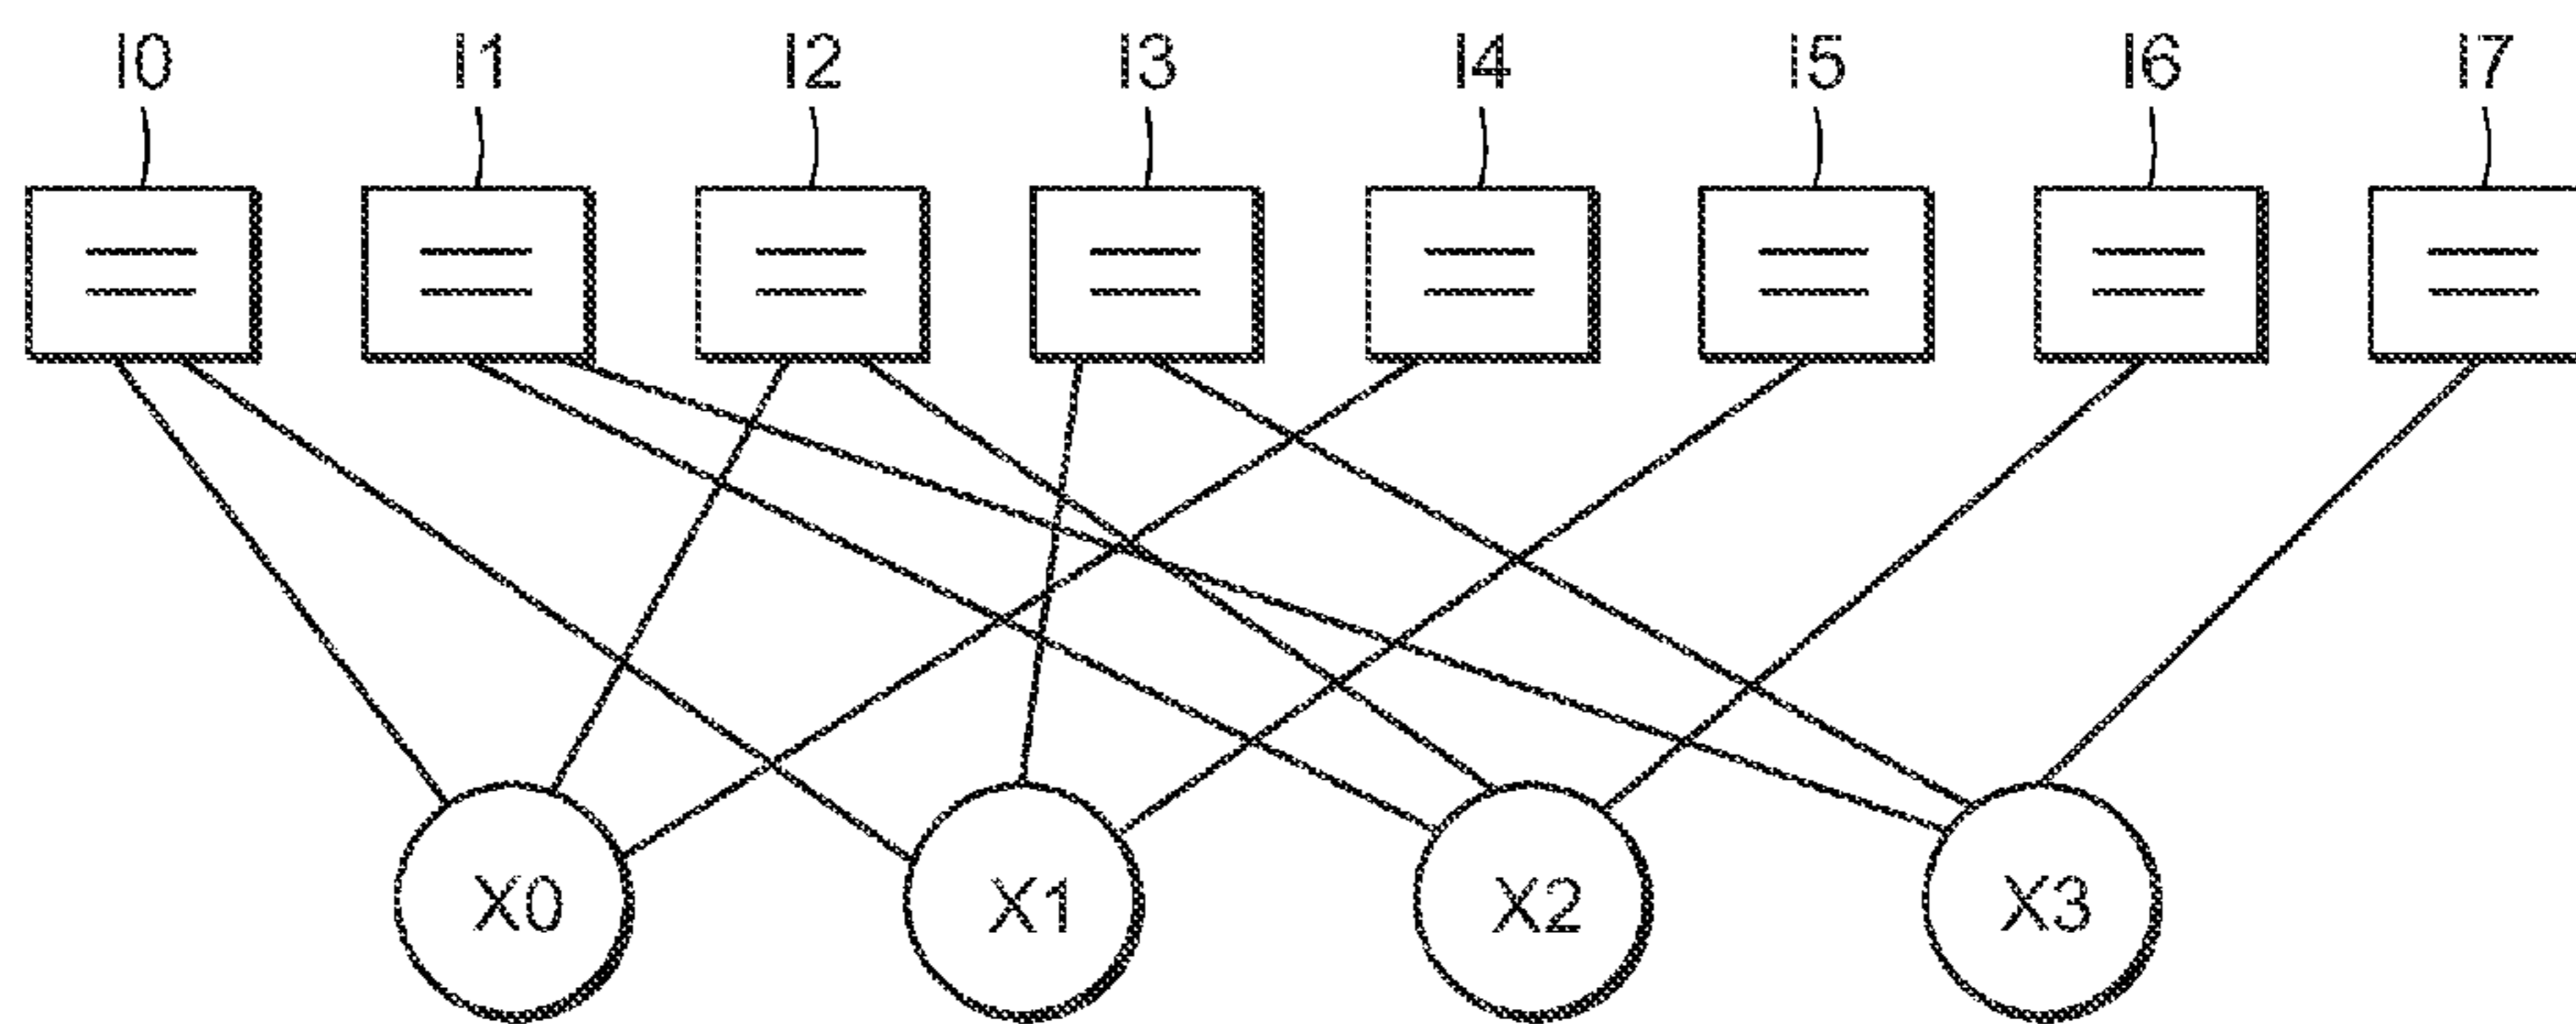 I0 I1 I2 I3 I4 I5 I6 I7
= = = = = = = =
X0 X1 X2 X3